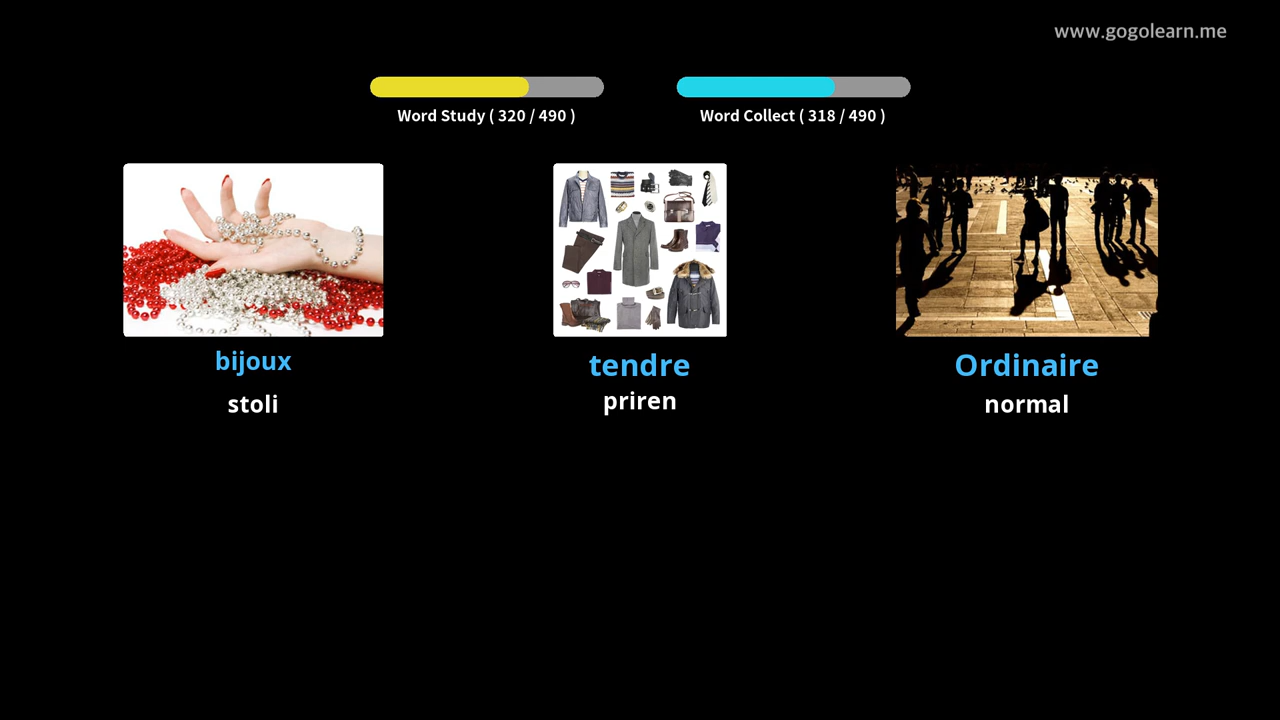 www.gogolearn.me
Word Study ( 320 / 490 )
Word Collect ( 318 / 490 )
bijoux
stoli
tendre
priren
Ordinaire
normal